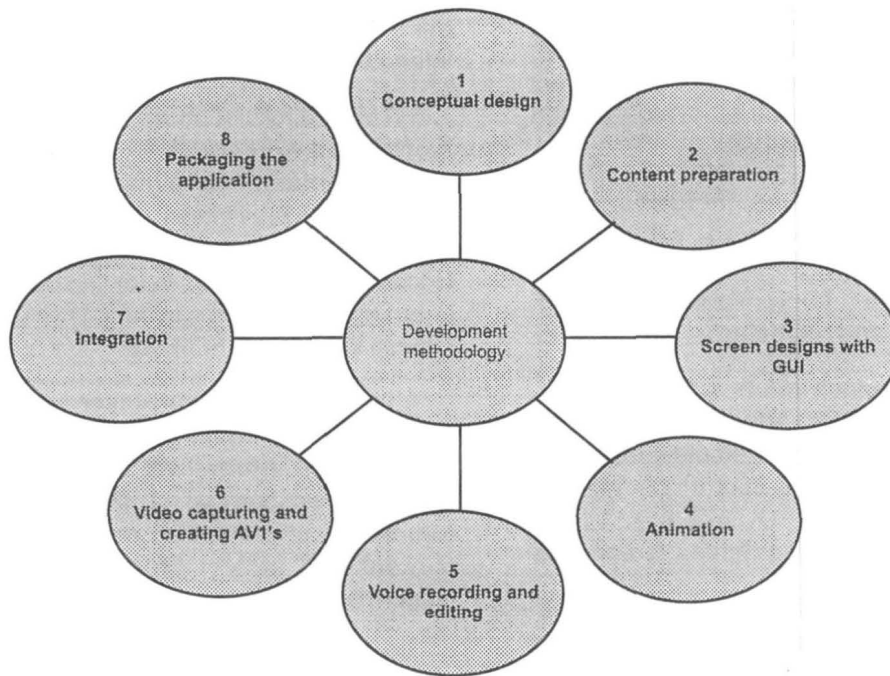 1
Conceptual design
2
Content preparation
3
Screen designs with
GUI
4
Animation
5
Voice recording and
editing
6
Video capturing and
creating AV1's
7
Integration
8
Packaging the
application
Development
methodology